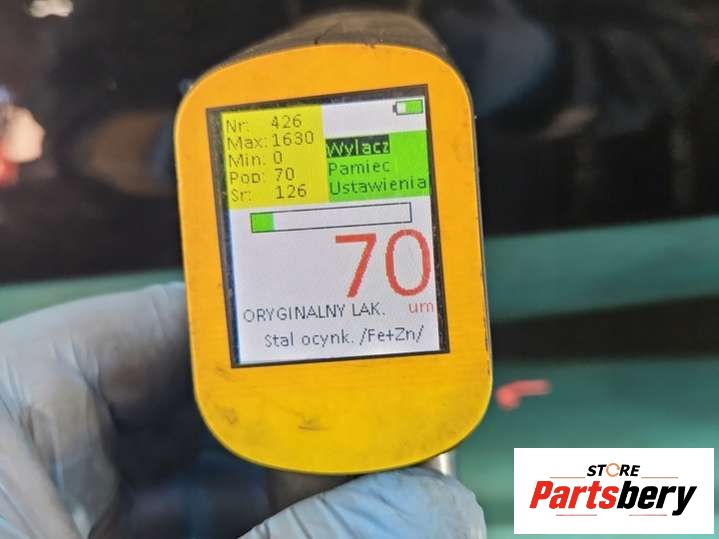 Nr: 426
Max: 1630
Min: 0
Pop: 70
Sr: 126
Wylacz
Pamiec
Ustawienia
70
um
ORYGINALNY LAK.
Stal ocynk. /Fe+Zn/
STORE
Partsbery